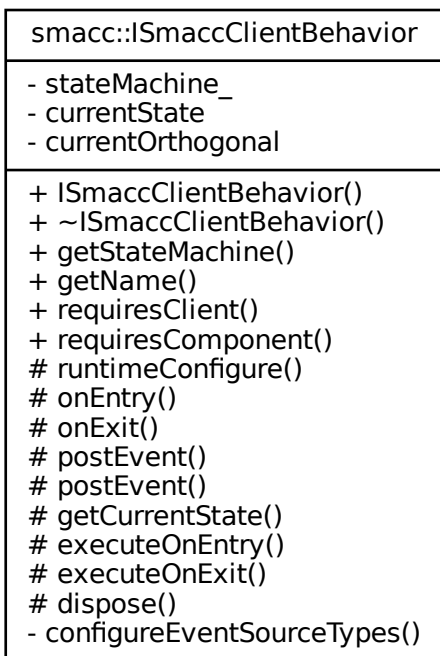 smacc::ISmaccClientBehavior
- stateMachine_
- currentState
- currentOrthogonal
+ ISmaccClientBehavior()
+ ~ISmaccClientBehavior()
+ getStateMachine()
+ getName()
+ requiresClient()
+ requiresComponent()
# runtimeConfigure()
# onEntry()
# onExit()
# postEvent()
# postEvent()
# getCurrentState()
# executeOnEntry()
# executeOnExit()
# dispose()
- configureEventSourceTypes()